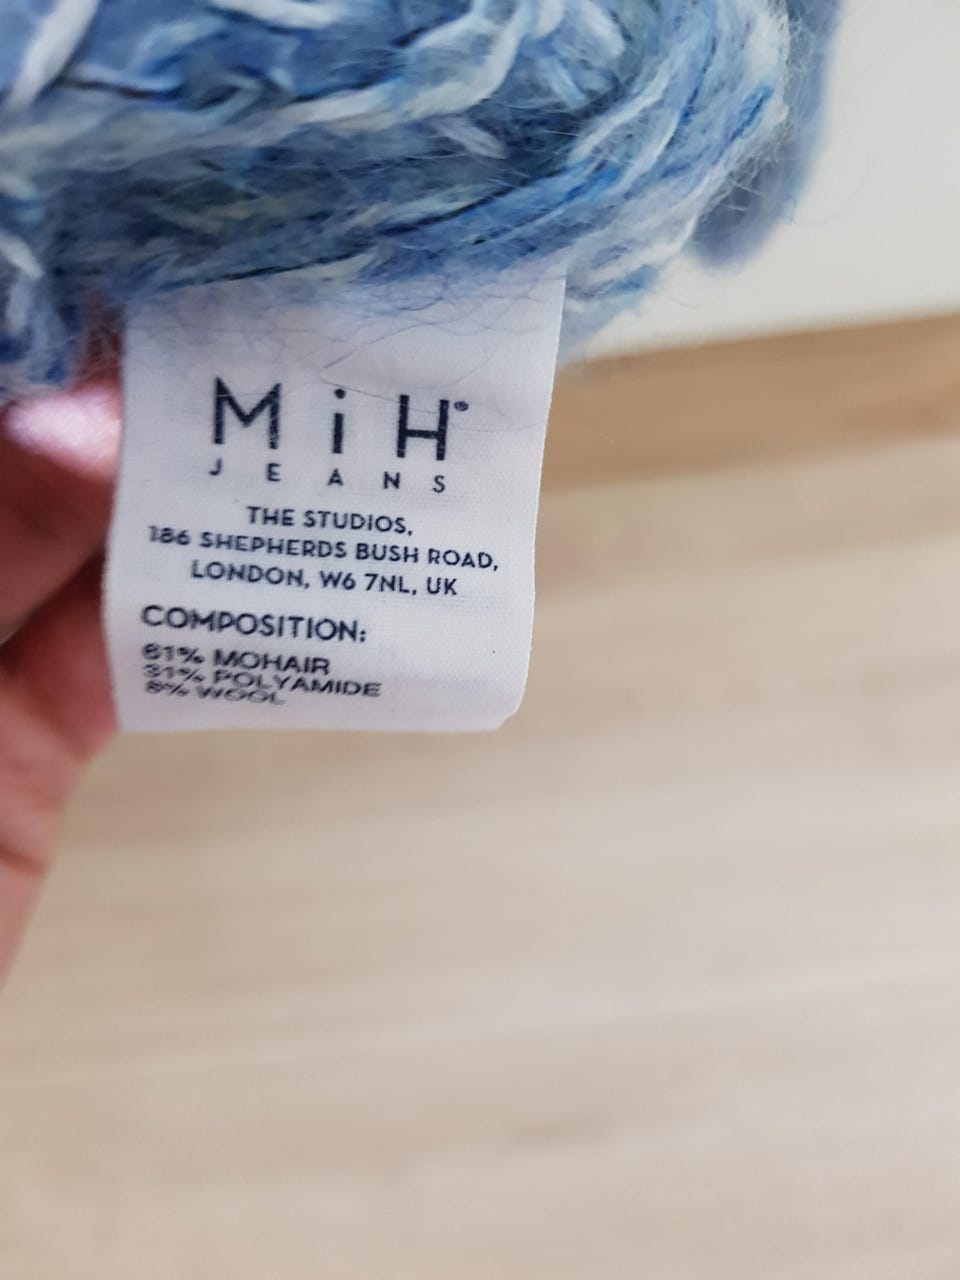 MiH®
JEANS
THE STUDIOS,
186 SHEPHERDS BUSH ROAD,
LONDON, W6 7NL, UK
COMPOSITION:
61% MOHAIR
31% POLYAMIDE
8% WOOL